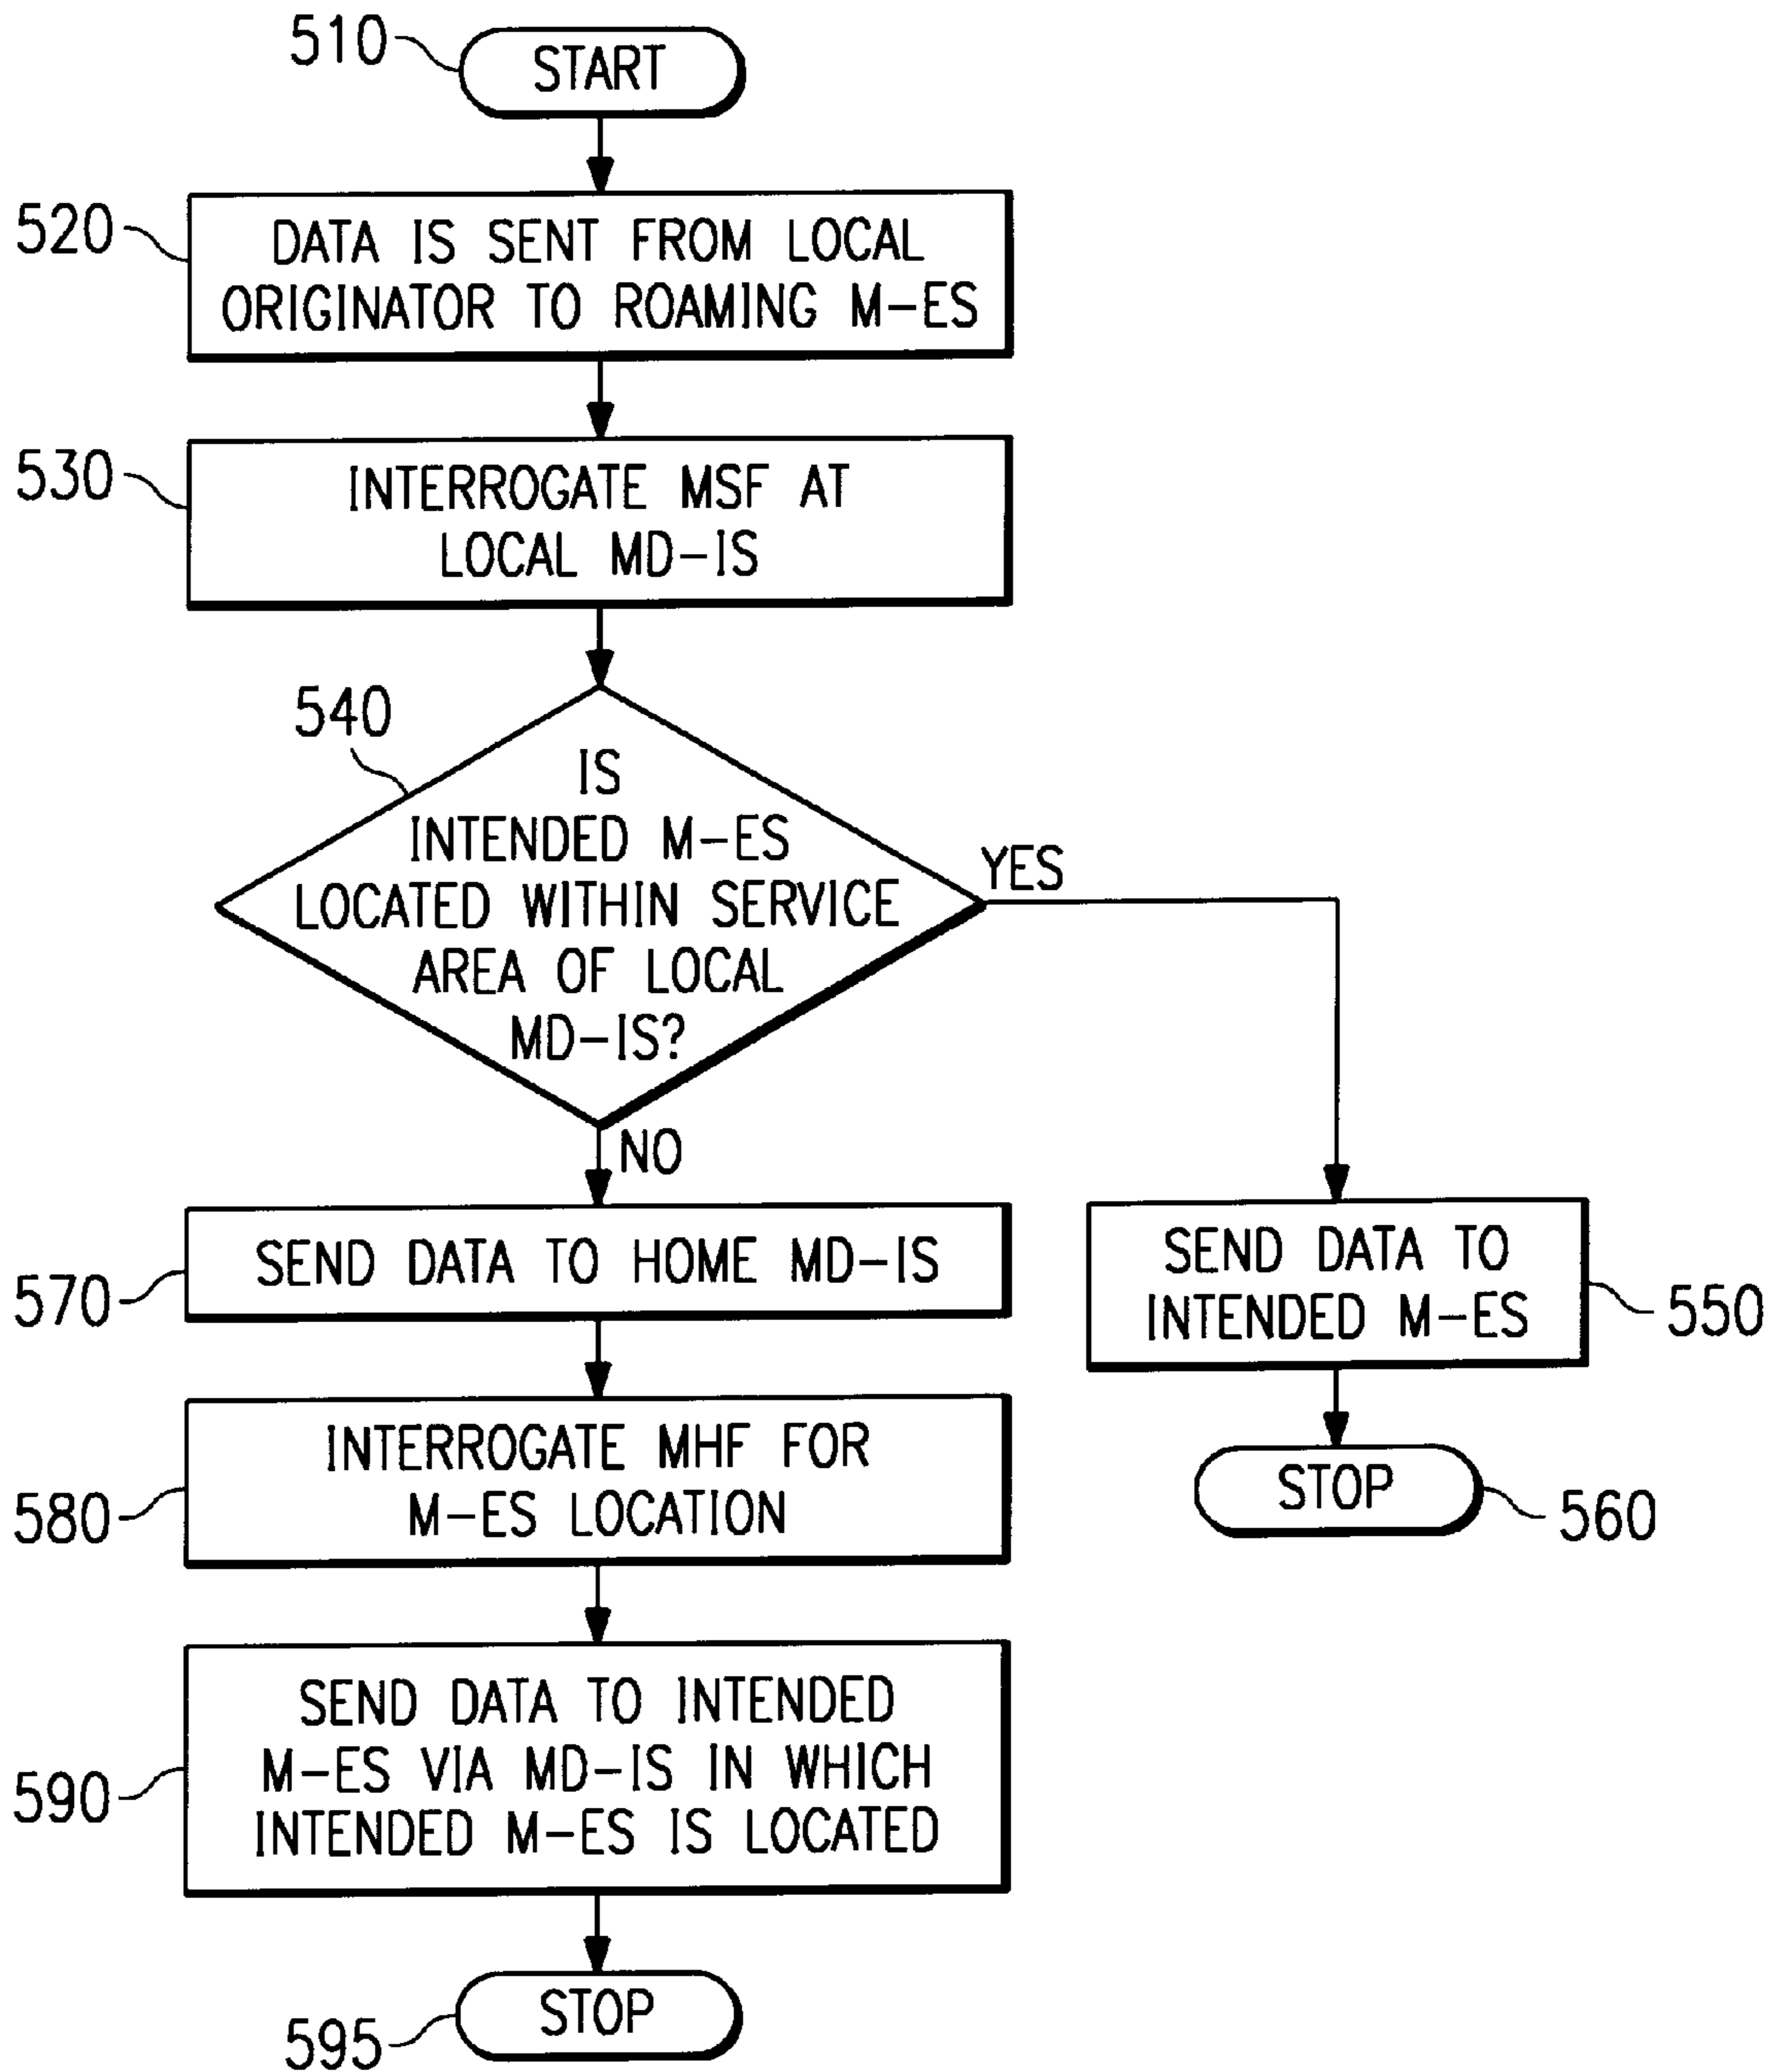 510
START
520
DATA IS SENT FROM LOCAL
ORIGINATOR TO ROAMING M-ES
530
INTERROGATE MSF AT
LOCAL MD-IS
540
IS
INTENDED M-ES
LOCATED WITHIN SERVICE
AREA OF LOCAL
MD-IS?
YES
NO
570
SEND DATA TO HOME MD-IS
SEND DATA TO
INTENDED M-ES
550
580
INTERROGATE MHF FOR
M-ES LOCATION
STOP
560
590
SEND DATA TO INTENDED
M-ES VIA MD-IS IN WHICH
INTENDED M-ES IS LOCATED
STOP
595